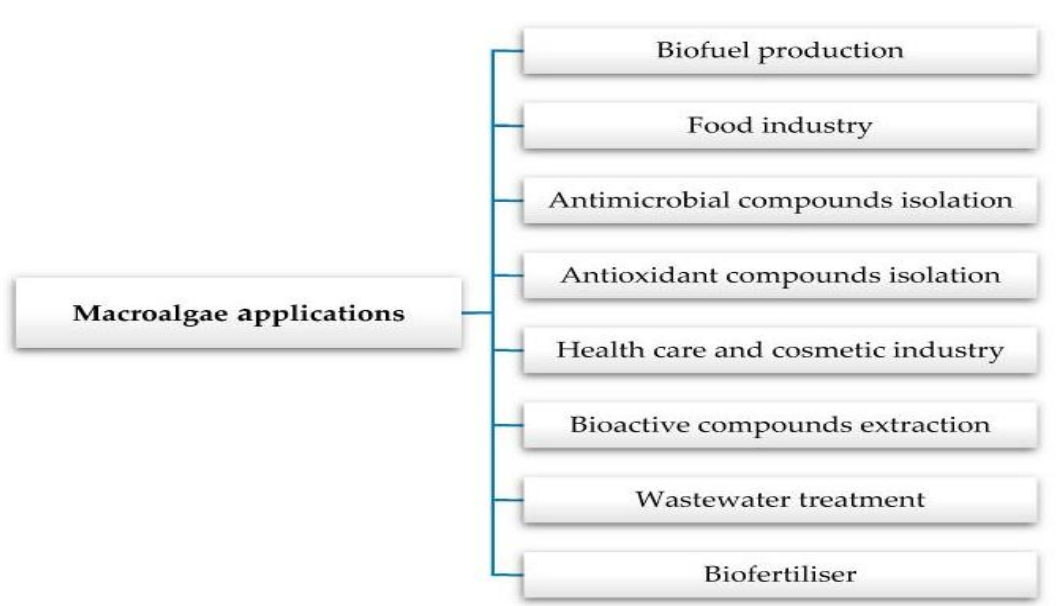 Biofuel production
Food industry
Antimicrobial compounds isolation
Antioxidant compounds isolation
Macroalgae applications
Health care and cosmetic industry
Bioactive compounds extraction
Wastewater treatment
Biofertiliser